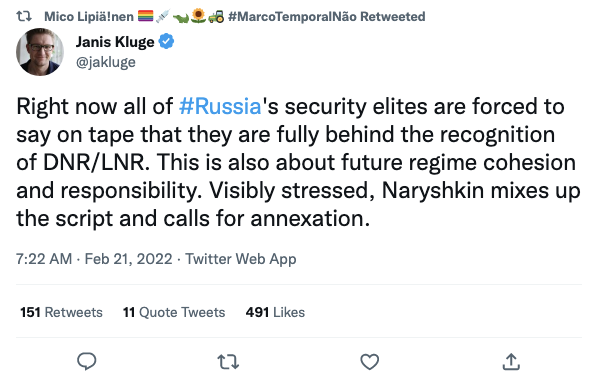 Mico Lipiä!nen 🏳️‍🌈💉🦕🌻🚜 #MarcoTemporalNão Retweeted
Janis Kluge
@jakluge
Right now all of #Russia's security elites are forced to
say on tape that they are fully behind the recognition
of DNR/LNR. This is also about future regime cohesion
and responsibility. Visibly stressed, Naryshkin mixes up
the script and calls for annexation.
7:22 AM · Feb 21, 2022 · Twitter Web App
151 Retweets 11 Quote Tweets 491 Likes